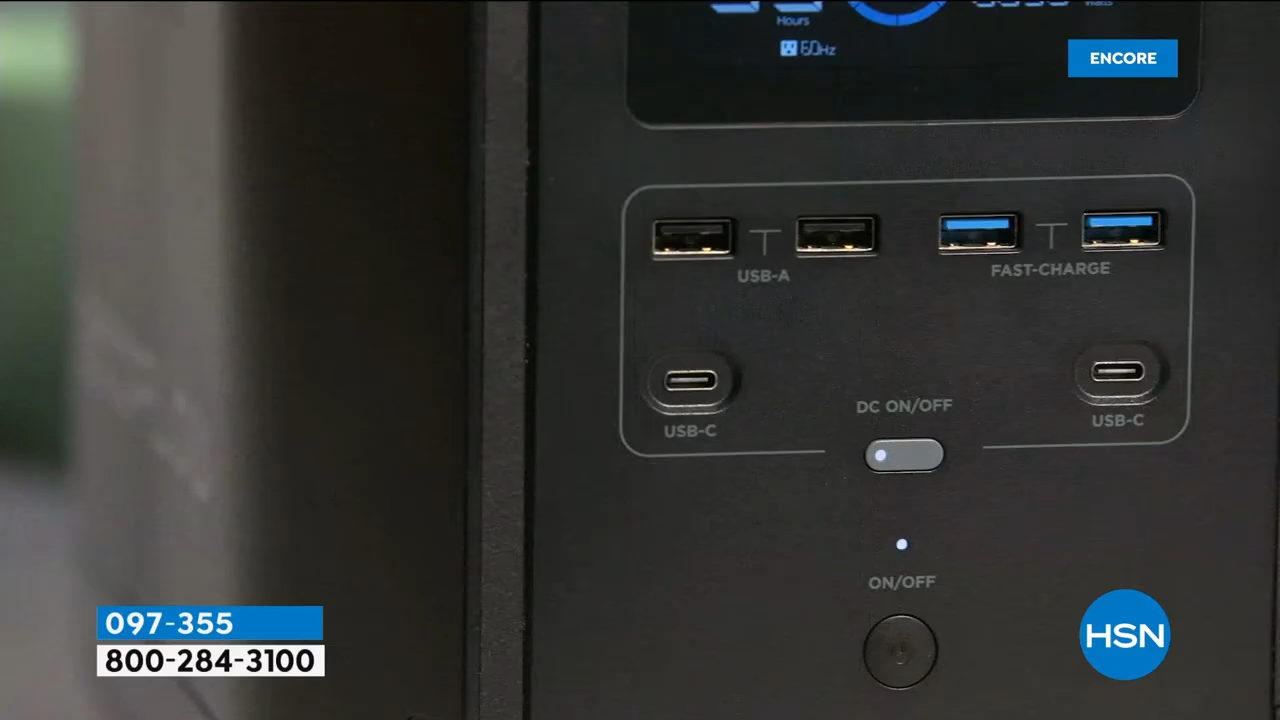 Hours
60Hz
ENCORE
USB-A
FAST-CHARGE
USB-C
DC ON/OFF
USB-C
ON/OFF
097-355
800-284-3100
HSN